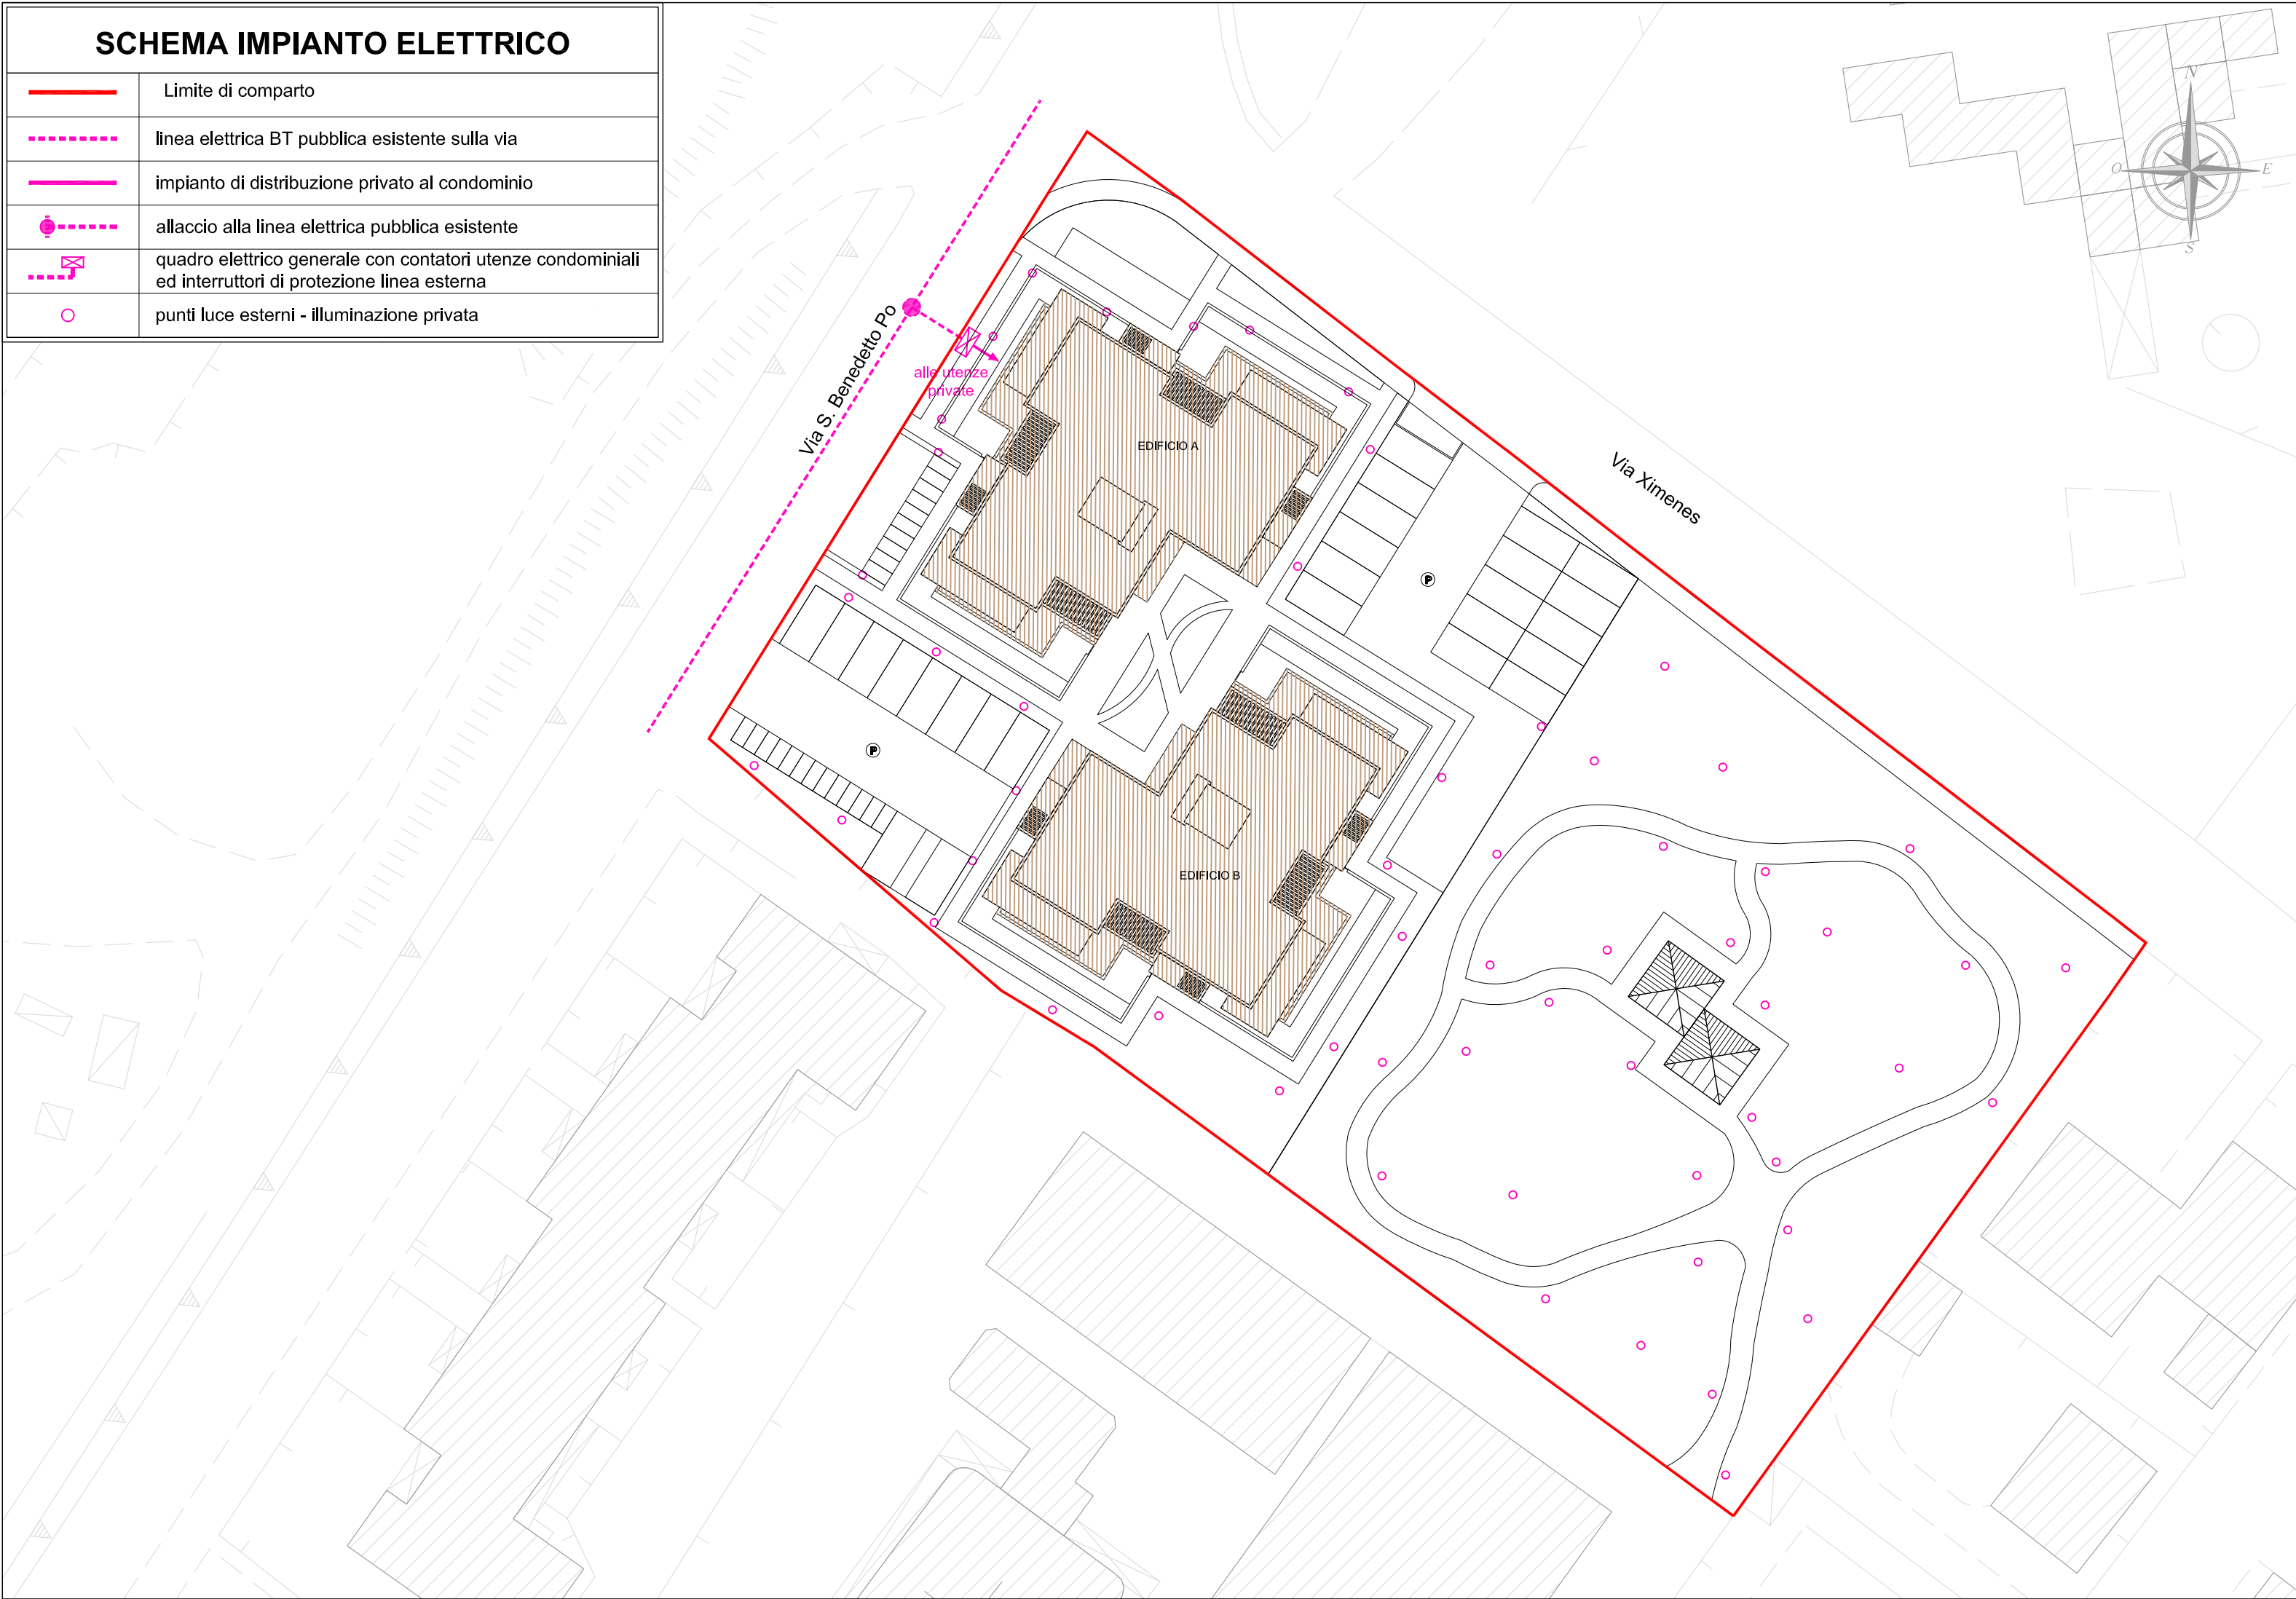 SCHEMA IMPIANTO ELETTRICO
Limite di comparto
linea elettrica BT pubblica esistente sulla via
impianto di distribuzione privato al condominio
allaccio alla linea elettrica pubblica esistente
quadro elettrico generale con contatori utenze condominiali
ed interruttori di protezione linea esterna
punti luce esterni - illuminazione privata
N
O
E
S
Via S. Benedetto Po
alle utenze
private
EDIFICIO A
Via Ximenes
P
P
EDIFICIO B